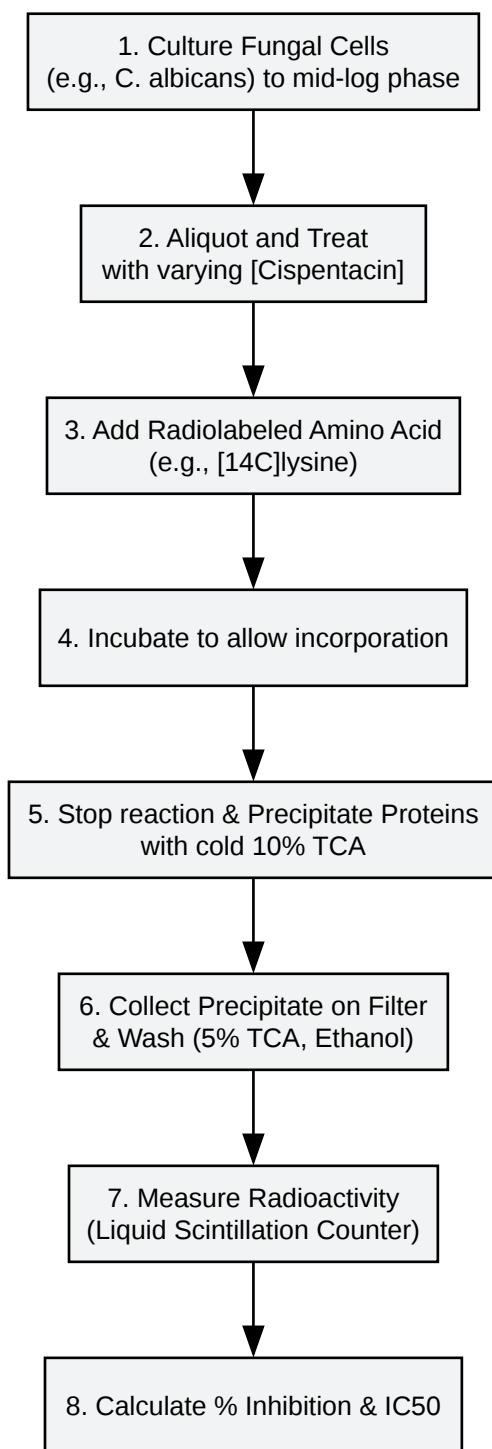 1. Culture Fungal Cells
(e.g., C. albicans) to mid-log phase
2. Aliquot and Treat
with varying [Cispentacin]
3. Add Radiolabeled Amino Acid
(e.g., [14C]lysine)
4. Incubate to allow incorporation
5. Stop reaction & Precipitate Proteins
with cold 10% TCA
6. Collect Precipitate on Filter
& Wash (5% TCA, Ethanol)
7. Measure Radioactivity
(Liquid Scintillation Counter)
8. Calculate % Inhibition & IC50